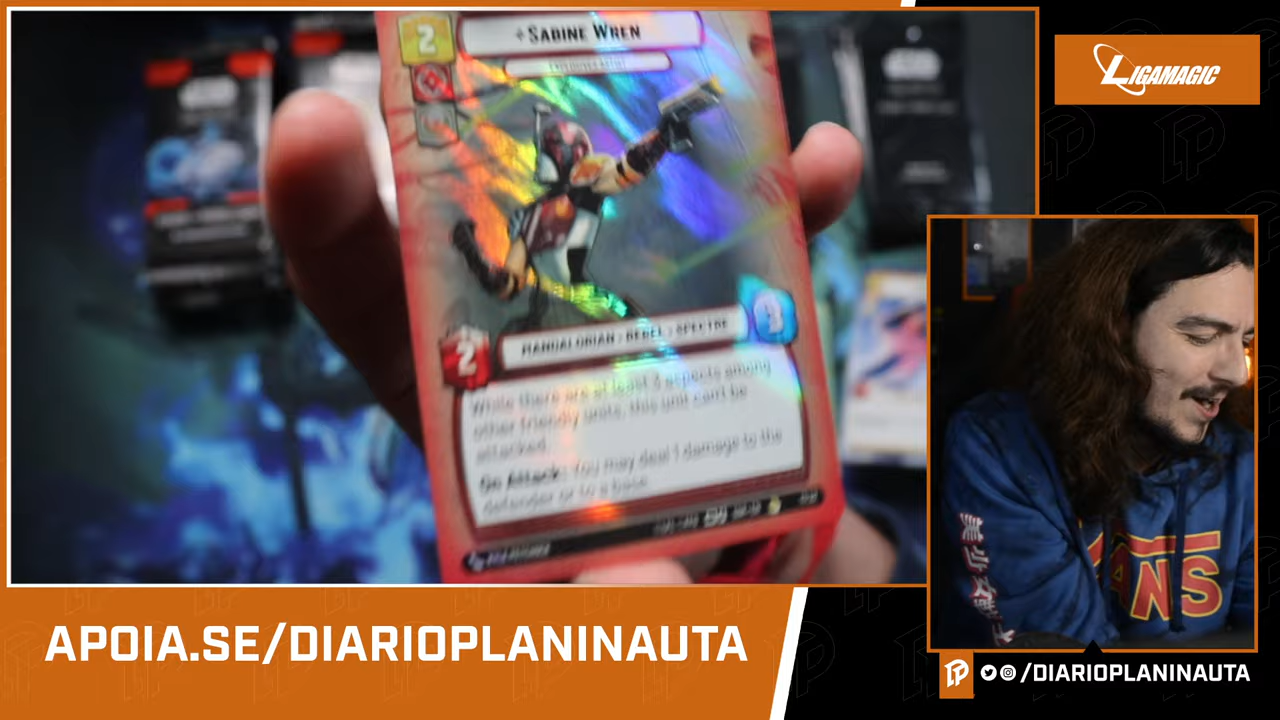 2
Sabine Wren
MANDALORIAN • REBEL • SPECTRE
2
3
While there are at least 3 aspects among
other friendly units, this unit can't be
attacked.
On Attack: You may deal 1 damage to the
defender or to a base.
LIGAMAGIC
VANS
APOIA.SE/DIARIOPLANINAUTA
/DIARIOPLANINAUTA